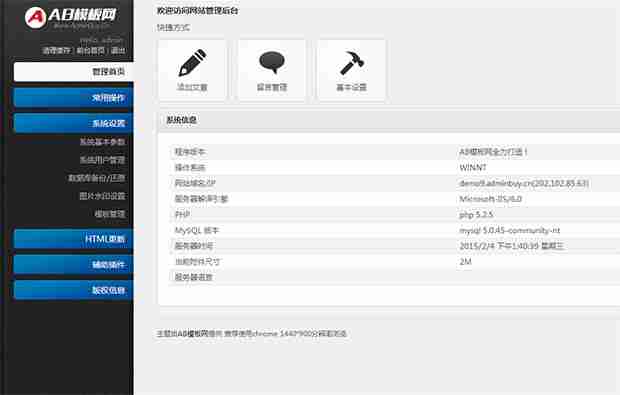 AB模板网
Www.AdminBuy.Cn
Hello, admin
清理缓存 | 前台首页 | 退出
管理首页
常用操作
系统设置
系统基本参数
系统用户管理
数据库备份/还原
图片水印设置
模板管理
HTML更新
辅助插件
版权信息
欢迎访问网站管理后台
快捷方式
添加文章
留言管理
基本设置
系统信息
程序版本 AB模板网全力打造！
操作系统 WINNT
网站域名/IP demo9.adminbuy.cn(202.102.85.63)
服务器解译引擎 Microsoft-IIS/6.0
PHP php 5.2.5
MySQL 版本 mysql 5.0.45-community-nt
服务器时间 2015/2/4 下午1:40:39 星期三
当前附件尺寸 2M
服务器语言
主题由AB模板网提供 推荐使用chrome 1440*900分辨率浏览